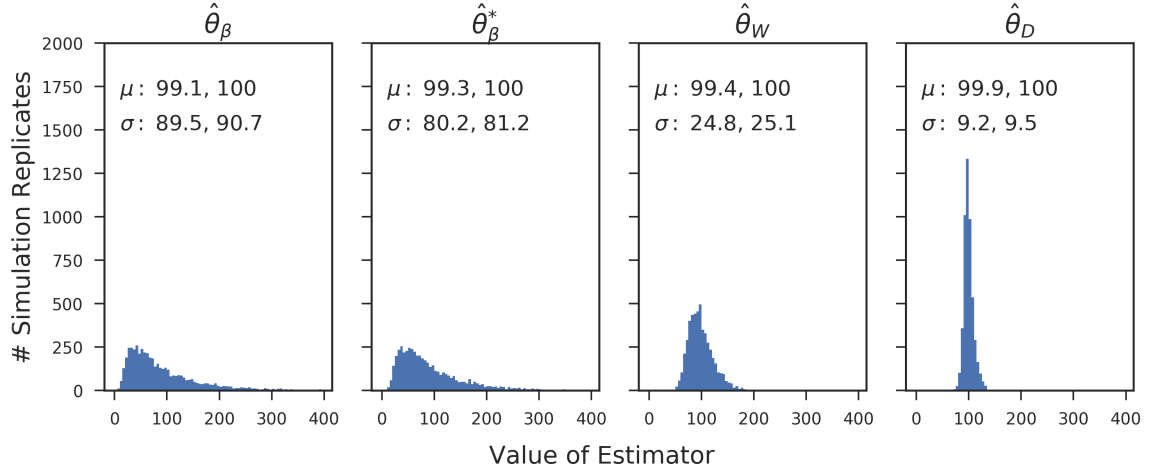 θ̂β θ̂*β θ̂W θ̂D
# Simulation Replicates
2000
1750
1500
1250
1000
750
500
250
0
μ : 99.1, 100
σ : 89.5, 90.7
μ : 99.3, 100
σ : 80.2, 81.2
μ : 99.4, 100
σ : 24.8, 25.1
μ : 99.9, 100
σ : 9.2, 9.5
0 100 200 300 400
0 100 200 300 400
0 100 200 300 400
0 100 200 300 400
Value of Estimator